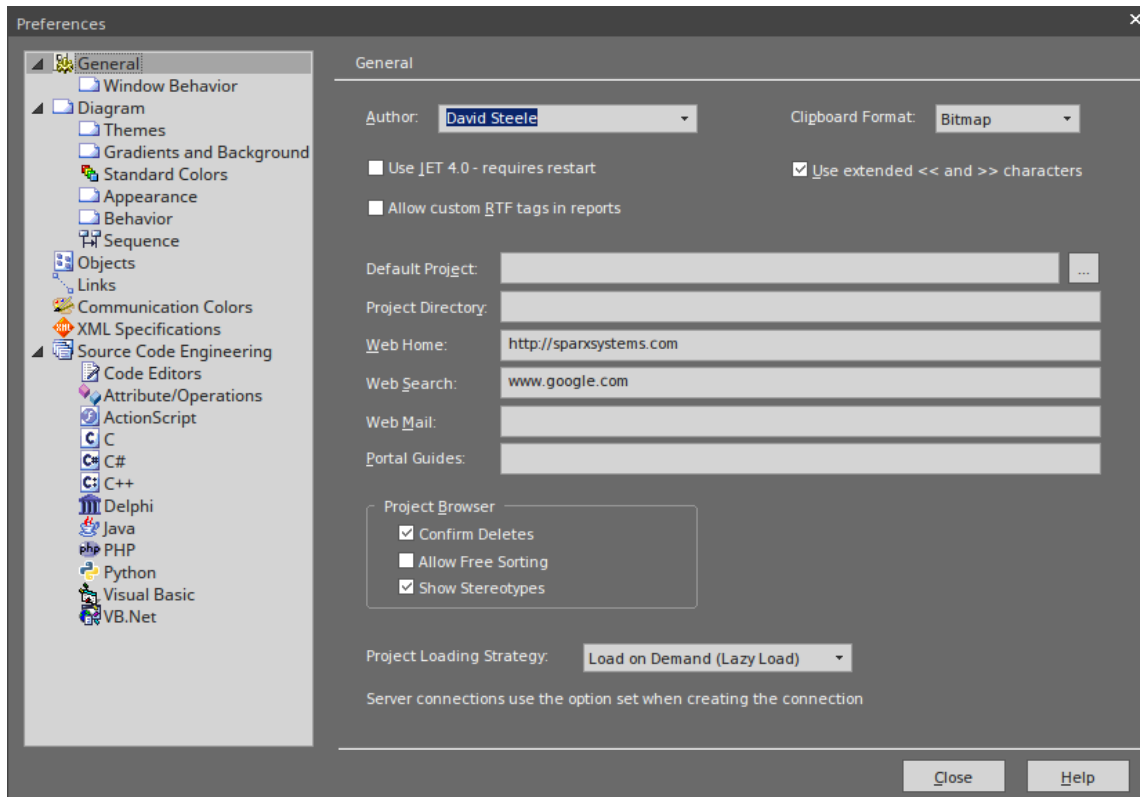 Preferences
General
Window Behavior
Diagram
Themes
Gradients and Background
Standard Colors
Appearance
Behavior
Sequence
Objects
Links
Communication Colors
XML Specifications
Source Code Engineering
Code Editors
Attribute/Operations
ActionScript
C
C#
C++
Delphi
Java
PHP
Python
Visual Basic
VB.Net
General
Author: David Steele Clipboard Format: Bitmap
Use JET 4.0 - requires restart Use extended << and >> characters
Allow custom RTF tags in reports
Default Project: ...
Project Directory:
Web Home: http://sparxsystems.com
Web Search: www.google.com
Web Mail:
Portal Guides:
Project Browser
Confirm Deletes
Allow Free Sorting
Show Stereotypes
Project Loading Strategy: Load on Demand (Lazy Load)
Server connections use the option set when creating the connection
Close Help